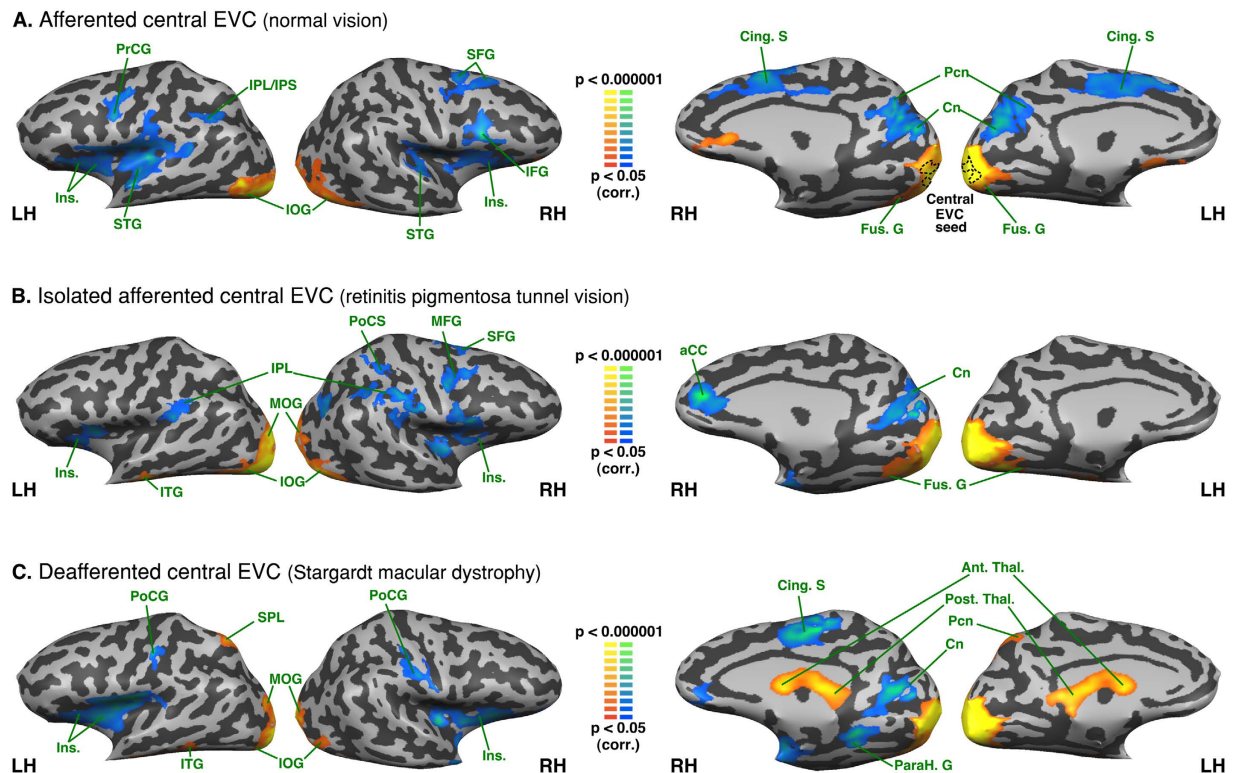 A. Afferented central EVC (normal vision)
PrCG
IPL/IPS
SFG
Ins.
STG
IOG
STG
IFG
Ins.
LH
RH
p < 0.000001
p < 0.05
(corr.)
Cing. S
Cing. S
Pcn
Cn
Fus. G
Central
EVC
seed
Fus. G
RH
LH
B. Isolated afferented central EVC (retinitis pigmentosa tunnel vision)
PoCS
MFG
SFG
IPL
MOG
Ins.
ITG
IOG
Ins.
LH
RH
p < 0.000001
p < 0.05
(corr.)
aCC
Cn
Fus. G
RH
LH
C. Deafferented central EVC (Stargardt macular dystrophy)
PoCG
SPL
PoCG
MOG
Ins.
ITG
IOG
Ins.
LH
RH
p < 0.000001
p < 0.05
(corr.)
Ant. Thal.
Cing. S
Post. Thal.
Pcn
Cn
ParaH. G
RH
LH